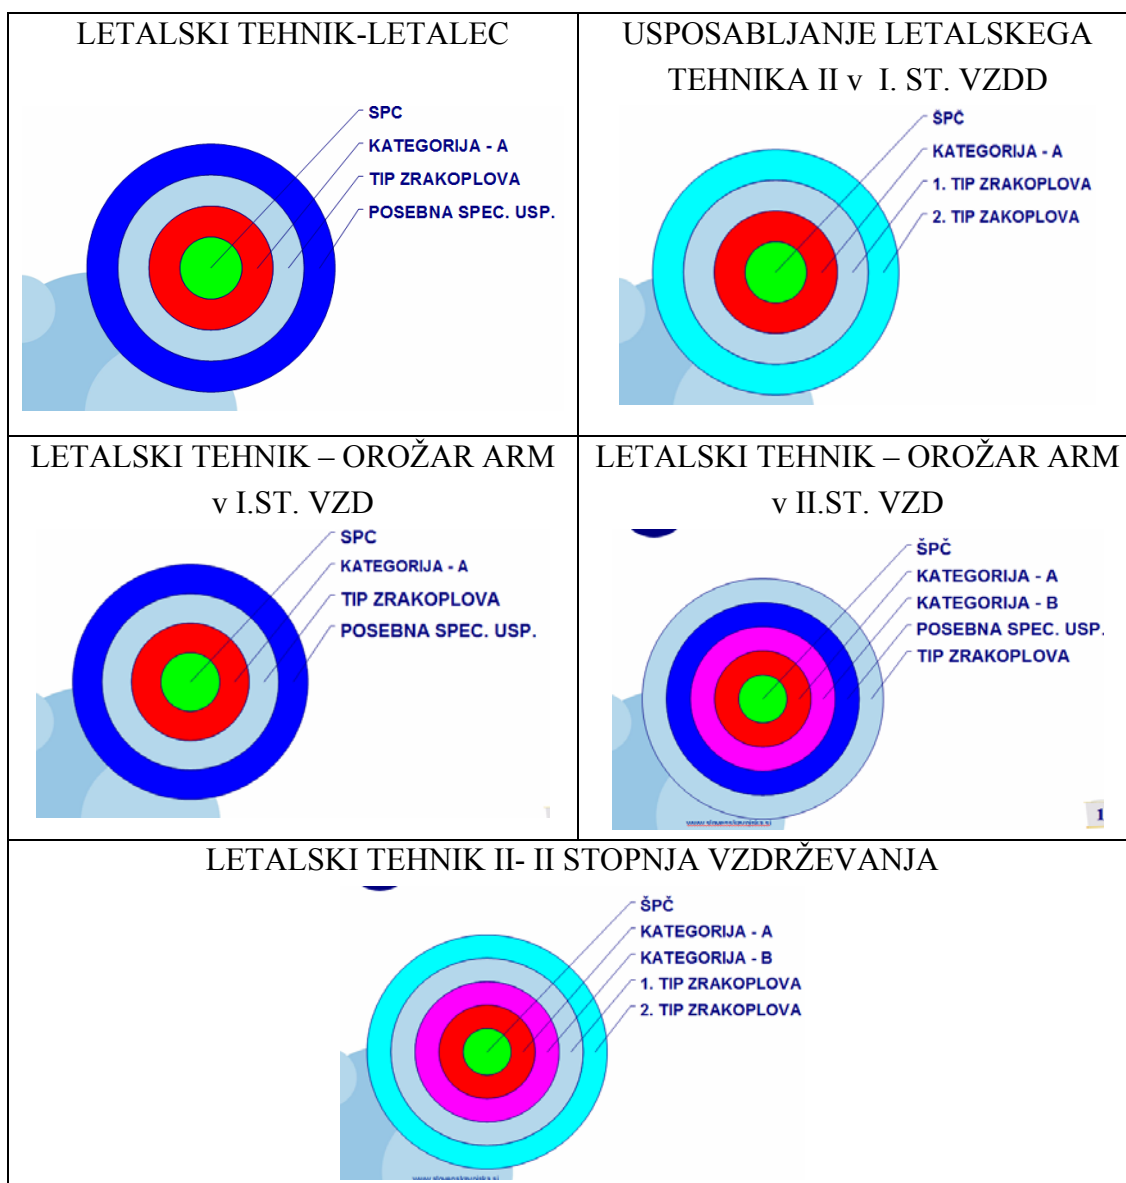 LETALSKI TEHNIK-LETALEC
SPC
KATEGORIJA - A
TIP ZRAKOPLOVA
POSEBNA SPEC. USP.
USPOSABLJANJE LETALSKEGA
TEHNIKA II v I. ST. VZDD
ŠPČ
KATEGORIJA - A
1. TIP ZRAKOPLOVA
2. TIP ZAKOPLOVA
LETALSKI TEHNIK – OROŽAR ARM
v I.ST. VZD
SPC
KATEGORIJA - A
TIP ZRAKOPLOVA
POSEBNA SPEC. USP.
LETALSKI TEHNIK – OROŽAR ARM
v II.ST. VZD
ŠPČ
KATEGORIJA - A
KATEGORIJA - B
POSEBNA SPEC. USP.
TIP ZRAKOPLOVA
1
LETALSKI TEHNIK II- II STOPNJA VZDRŽEVANJA
ŠPČ
KATEGORIJA - A
KATEGORIJA - B
1. TIP ZRAKOPLOVA
2. TIP ZRAKOPLOVA